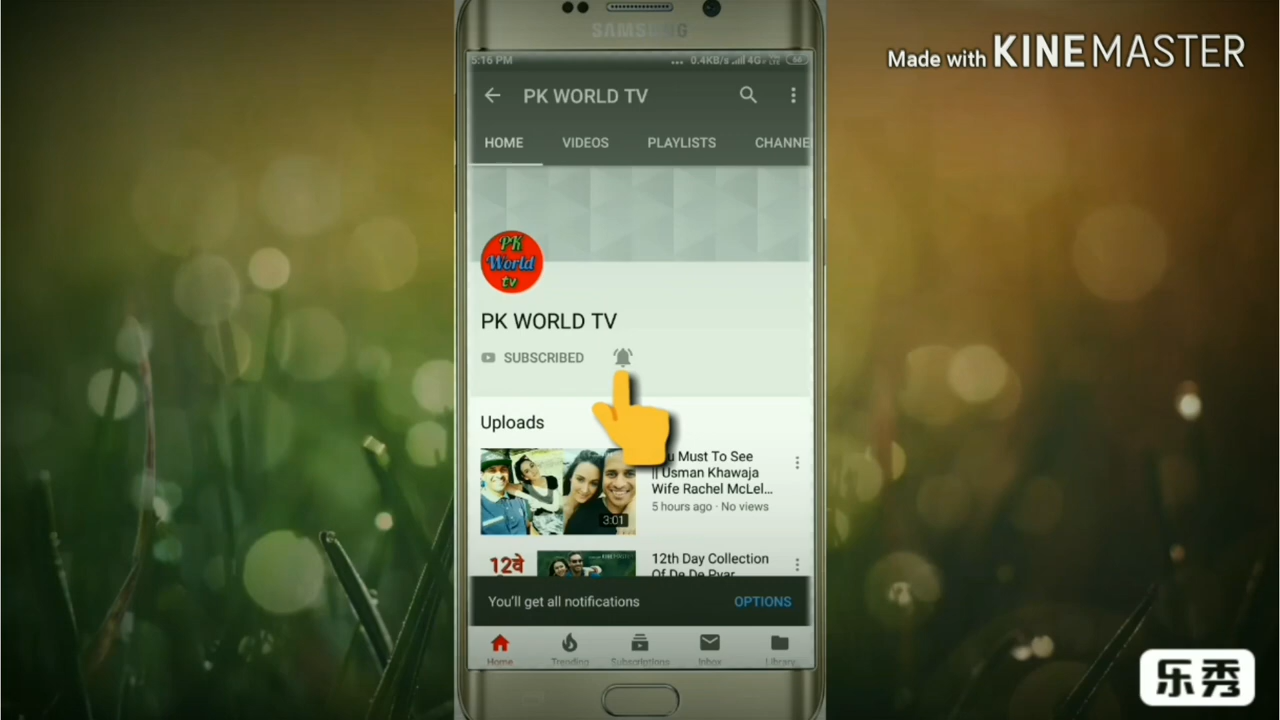 SAMSUNG
Made with KINEMASTER
5:16 PM ... 0.4KB/s 4G
PK WORLD TV
HOME VIDEOS PLAYLISTS CHANNE
PK
World
tv
PK WORLD TV
SUBSCRIBED
Uploads
u Must To See
|| Usman Khawaja
Wife Rachel McLel...
5 hours ago · No views
3:01
12वे
12th Day Collection
Of De De Pyar
You'll get all notifications OPTIONS
Home Trending Subscriptions Inbox Library
乐秀